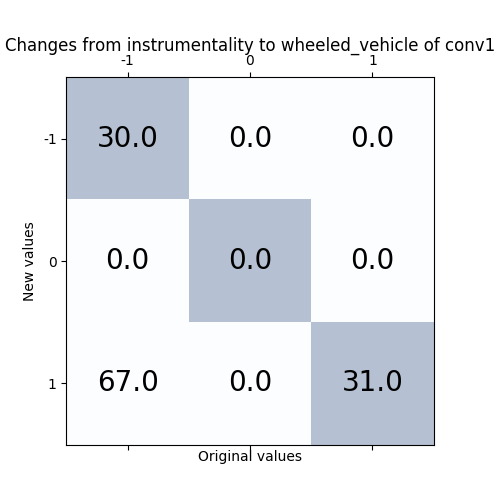 Changes from instrumentality to wheeled_vehicle of conv1
-1 0 1
-1 30.0 0.0 0.0
0 0.0 0.0 0.0
1 67.0 0.0 31.0
New values
Original values